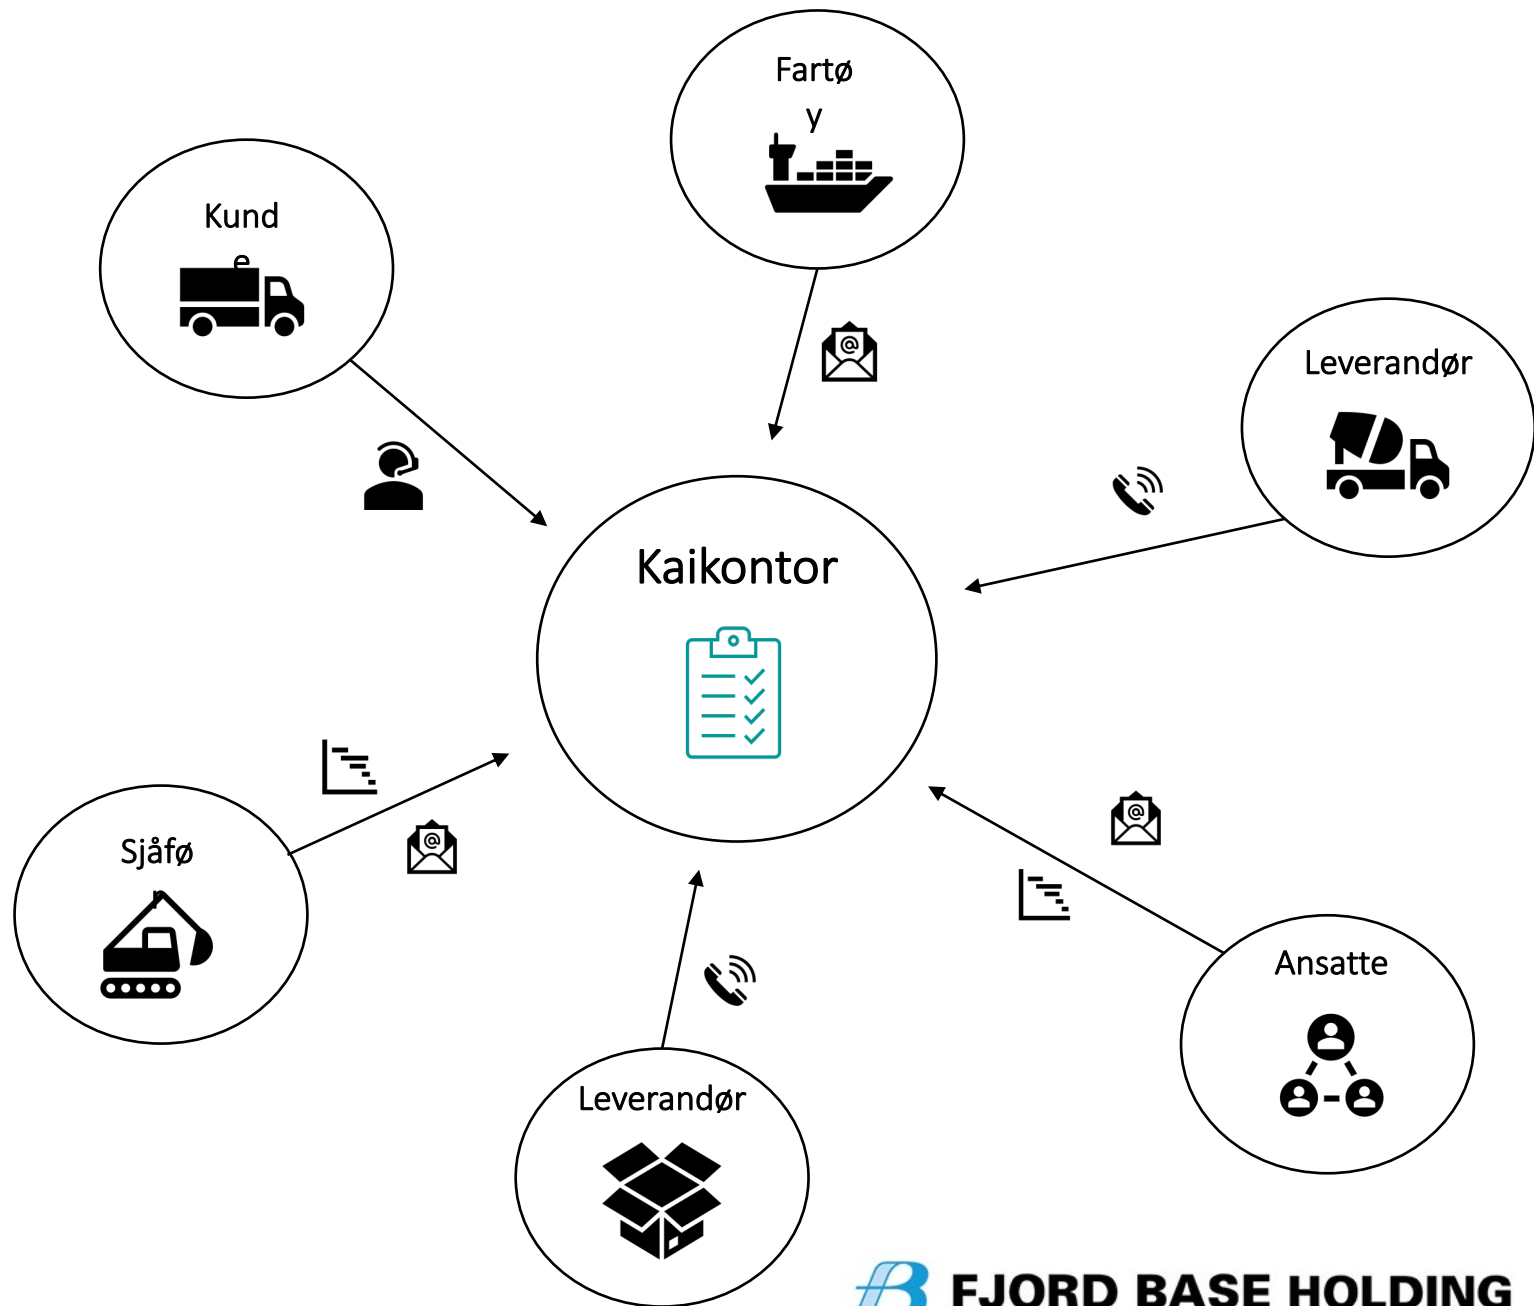 Fartø
y
Kund
e
Leverandør
Kaikontor
Sjåfø
r
Ansatte
Leverandør
FJORD BASE HOLDING